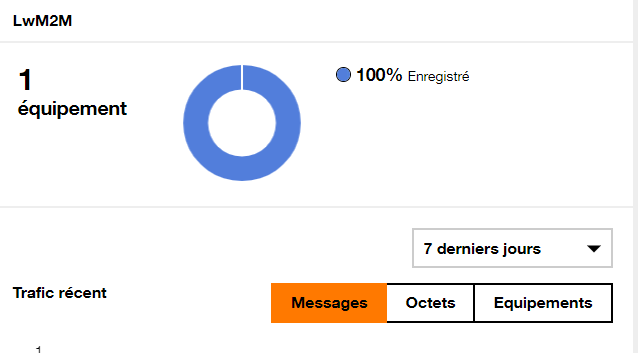 LwM2M
1
équipement
100% Enregistré
7 derniers jours
Trafic récent
Messages
Octets
Equipements
1